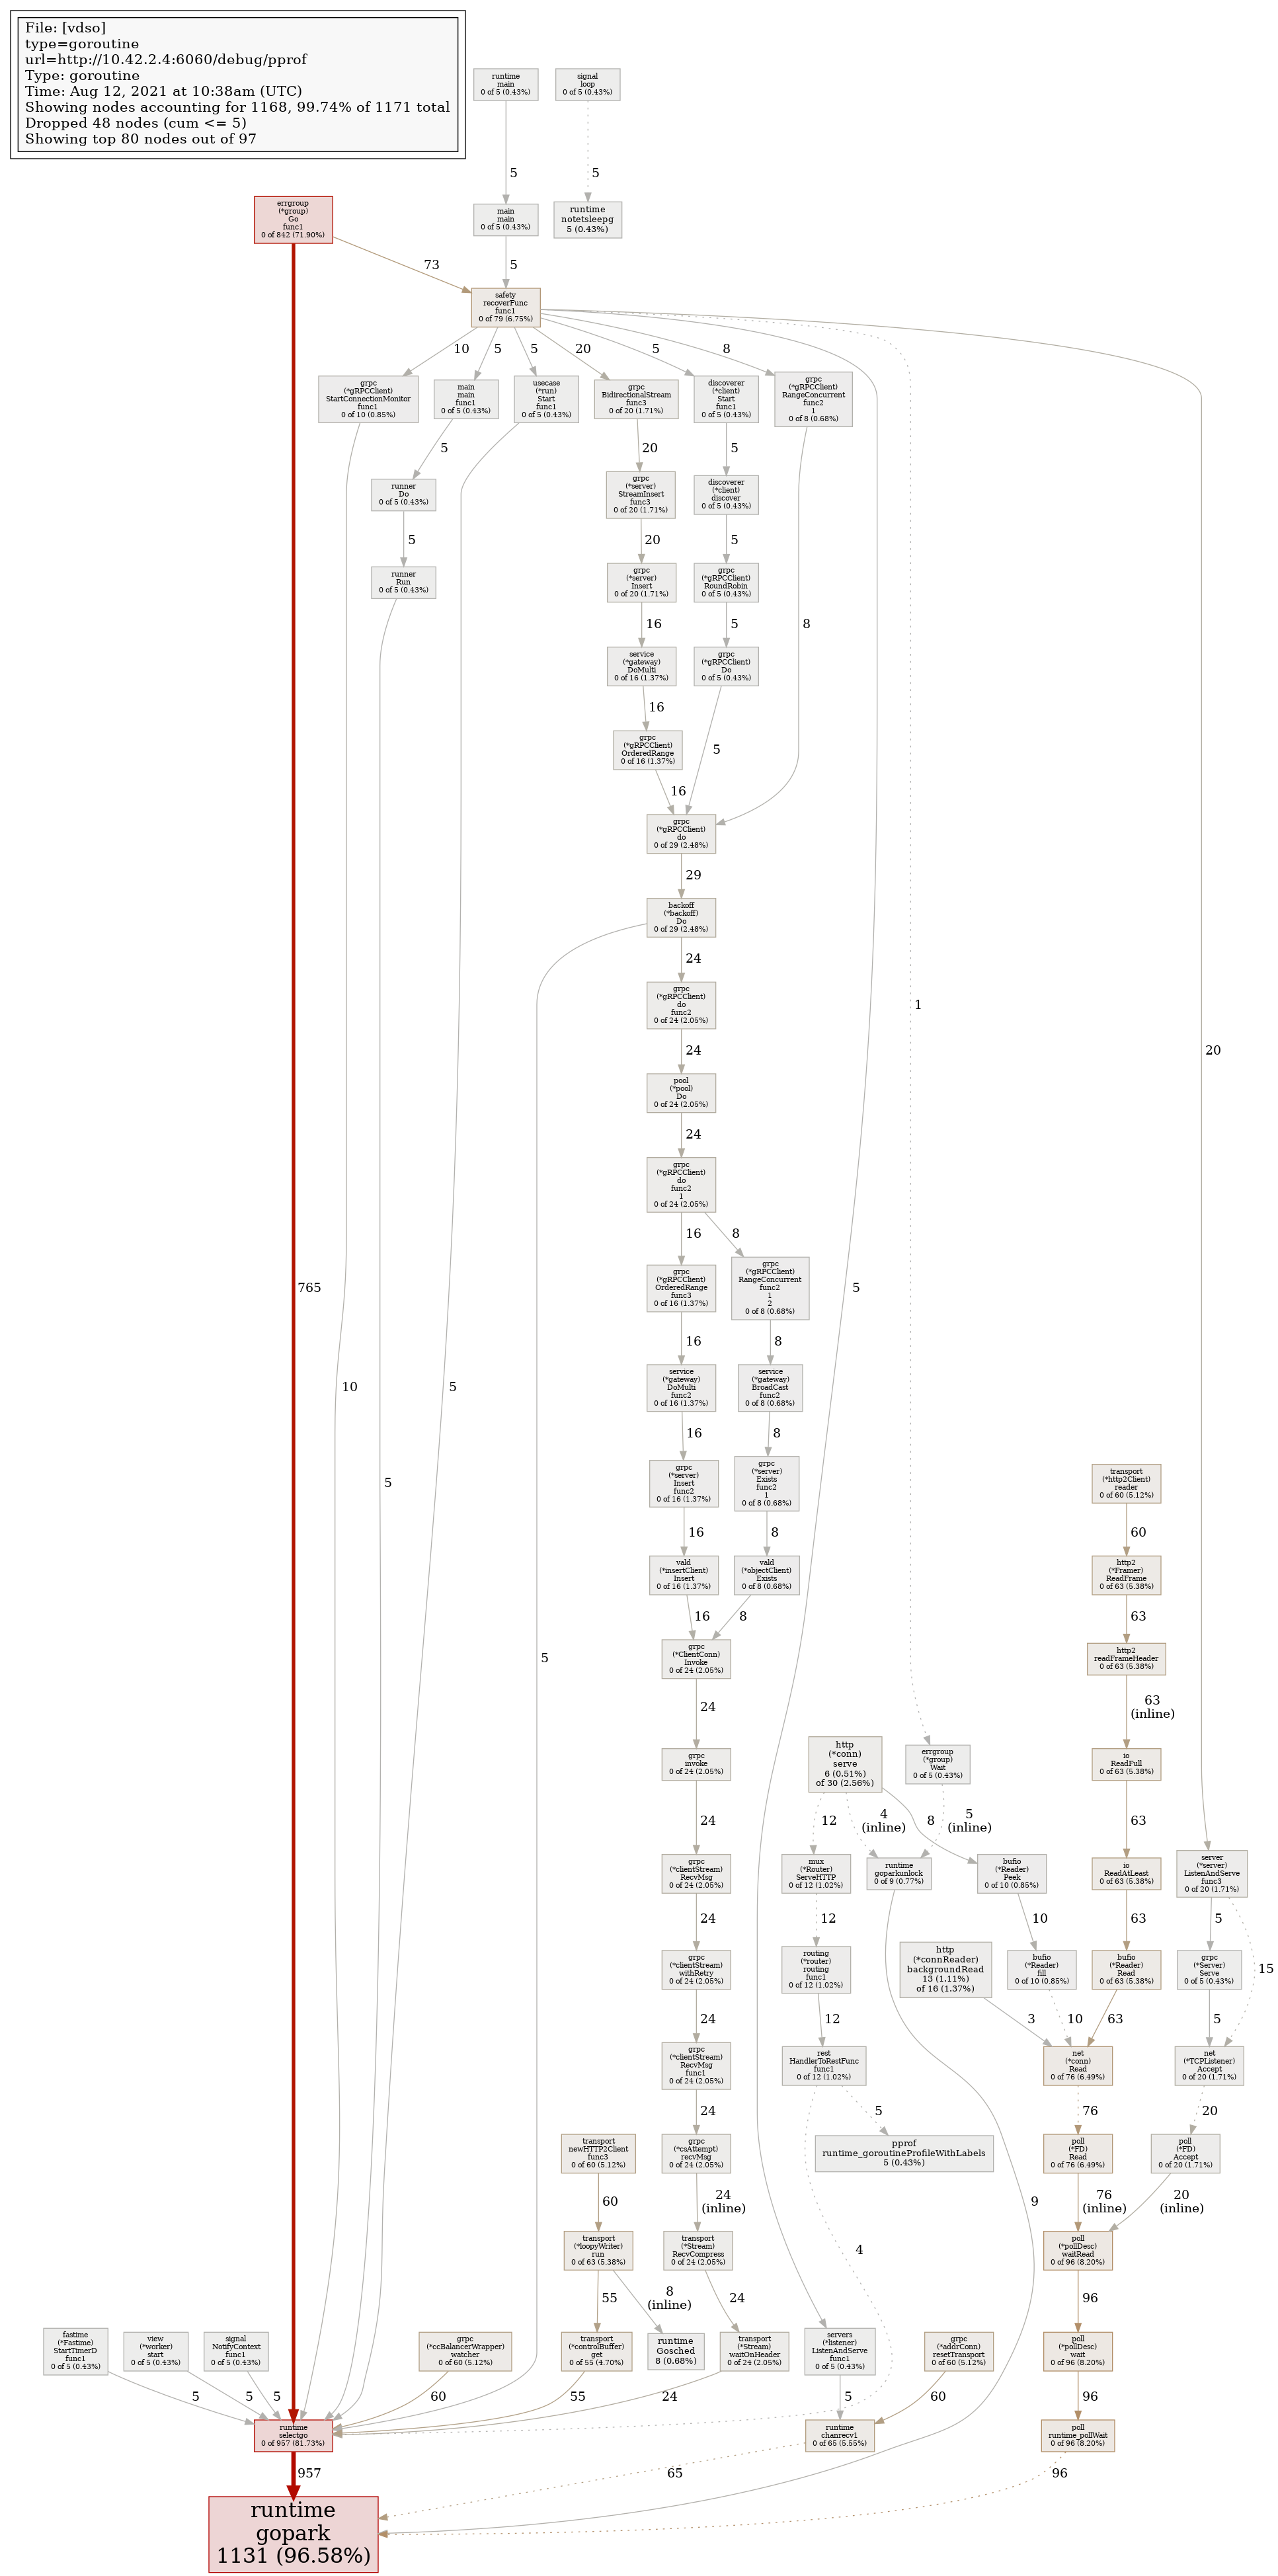 File: [vdso]
type=goroutine
url=http://10.42.2.4:6060/debug/pprof
Type: goroutine
Time: Aug 12, 2021 at 10:38am (UTC)
Showing nodes accounting for 1168, 99.74% of 1171 total
Dropped 48 nodes (cum <= 5)
Showing top 80 nodes out of 97
runtime
main
0 of 5 (0.43%)
signal
loop
0 of 5 (0.43%)
5
5
errgroup
(*group)
Go
func1
0 of 842 (71.90%)
main
main
0 of 5 (0.43%)
runtime
notetsleepg
5 (0.43%)
73
5
safety
recoverFunc
func1
0 of 79 (6.75%)
10
5
5
20
5
8
grpc
(*gRPCClient)
StartConnectionMonitor
func1
0 of 10 (0.85%)
main
main
func1
0 of 5 (0.43%)
usecase
(*run)
Start
func1
0 of 5 (0.43%)
grpc
BidirectionalStream
func3
0 of 20 (1.71%)
discoverer
(*client)
Start
func1
0 of 5 (0.43%)
grpc
(*gRPCClient)
RangeConcurrent
func2
1
0 of 8 (0.68%)
5
20
5
runner
Do
0 of 5 (0.43%)
grpc
(*server)
StreamInsert
func3
0 of 20 (1.71%)
discoverer
(*client)
discover
0 of 5 (0.43%)
5
20
5
runner
Run
0 of 5 (0.43%)
grpc
(*server)
Insert
0 of 20 (1.71%)
grpc
(*gRPCClient)
RoundRobin
0 of 5 (0.43%)
16
5
8
service
(*gateway)
DoMulti
0 of 16 (1.37%)
grpc
(*gRPCClient)
Do
0 of 5 (0.43%)
16
5
grpc
(*gRPCClient)
OrderedRange
0 of 16 (1.37%)
16
grpc
(*gRPCClient)
do
0 of 29 (2.48%)
29
backoff
(*backoff)
Do
0 of 29 (2.48%)
24
grpc
(*gRPCClient)
do
func2
0 of 24 (2.05%)
1
24
20
pool
(*pool)
Do
0 of 24 (2.05%)
24
grpc
(*gRPCClient)
do
func2
1
0 of 24 (2.05%)
16
8
765
5
grpc
(*gRPCClient)
OrderedRange
func3
0 of 16 (1.37%)
grpc
(*gRPCClient)
RangeConcurrent
func2
1
2
0 of 8 (0.68%)
16
8
10
5
service
(*gateway)
DoMulti
func2
0 of 16 (1.37%)
service
(*gateway)
BroadCast
func2
0 of 8 (0.68%)
16
8
5
grpc
(*server)
Insert
func2
0 of 16 (1.37%)
grpc
(*server)
Exists
func2
1
0 of 8 (0.68%)
transport
(*http2Client)
reader
0 of 60 (5.12%)
16
8
60
vald
(*insertClient)
Insert
0 of 16 (1.37%)
vald
(*objectClient)
Exists
0 of 8 (0.68%)
http2
(*Framer)
ReadFrame
0 of 63 (5.38%)
16
8
63
5
grpc
(*ClientConn)
Invoke
0 of 24 (2.05%)
http2
readFrameHeader
0 of 63 (5.38%)
24
63
(inline)
grpc
invoke
0 of 24 (2.05%)
http
(*conn)
serve
6 (0.51%)
of 30 (2.56%)
errgroup
(*group)
Wait
0 of 5 (0.43%)
io
ReadFull
0 of 63 (5.38%)
24
12
4
(inline)
8
5
(inline)
63
grpc
(*clientStream)
RecvMsg
0 of 24 (2.05%)
mux
(*Router)
ServeHTTP
0 of 12 (1.02%)
runtime
goparkunlock
0 of 9 (0.77%)
bufio
(*Reader)
Peek
0 of 10 (0.85%)
io
ReadAtLeast
0 of 63 (5.38%)
server
(*server)
ListenAndServe
func3
0 of 20 (1.71%)
24
12
10
63
5
15
grpc
(*clientStream)
withRetry
0 of 24 (2.05%)
routing
(*router)
routing
func1
0 of 12 (1.02%)
http
(*connReader)
backgroundRead
13 (1.11%)
of 16 (1.37%)
bufio
(*Reader)
fill
0 of 10 (0.85%)
bufio
(*Reader)
Read
0 of 63 (5.38%)
grpc
(*Server)
Serve
0 of 5 (0.43%)
24
12
3
10
63
5
grpc
(*clientStream)
RecvMsg
func1
0 of 24 (2.05%)
rest
HandlerToRestFunc
func1
0 of 12 (1.02%)
net
(*conn)
Read
0 of 76 (6.49%)
net
(*TCPListener)
Accept
0 of 20 (1.71%)
24
5
76
20
transport
newHTTP2Client
func3
0 of 60 (5.12%)
grpc
(*csAttempt)
recvMsg
0 of 24 (2.05%)
pprof
runtime_goroutineProfileWithLabels
5 (0.43%)
poll
(*FD)
Read
0 of 76 (6.49%)
poll
(*FD)
Accept
0 of 20 (1.71%)
60
24
(inline)
9
76
(inline)
20
(inline)
transport
(*loopyWriter)
run
0 of 63 (5.38%)
transport
(*Stream)
RecvCompress
0 of 24 (2.05%)
4
poll
(*pollDesc)
waitRead
0 of 96 (8.20%)
55
8
(inline)
24
96
fastime
(*Fastime)
StartTimerD
func1
0 of 5 (0.43%)
view
(*worker)
start
0 of 5 (0.43%)
signal
NotifyContext
func1
0 of 5 (0.43%)
grpc
(*ccBalancerWrapper)
watcher
0 of 60 (5.12%)
transport
(*controlBuffer)
get
0 of 55 (4.70%)
runtime
Gosched
8 (0.68%)
transport
(*Stream)
waitOnHeader
0 of 24 (2.05%)
servers
(*listener)
ListenAndServe
func1
0 of 5 (0.43%)
grpc
(*addrConn)
resetTransport
0 of 60 (5.12%)
poll
(*pollDesc)
wait
0 of 96 (8.20%)
5
5
5
60
55
24
5
60
96
runtime
selectgo
0 of 957 (81.73%)
runtime
chanrecv1
0 of 65 (5.55%)
poll
runtime_pollWait
0 of 96 (8.20%)
957
65
96
runtime
gopark
1131 (96.58%)